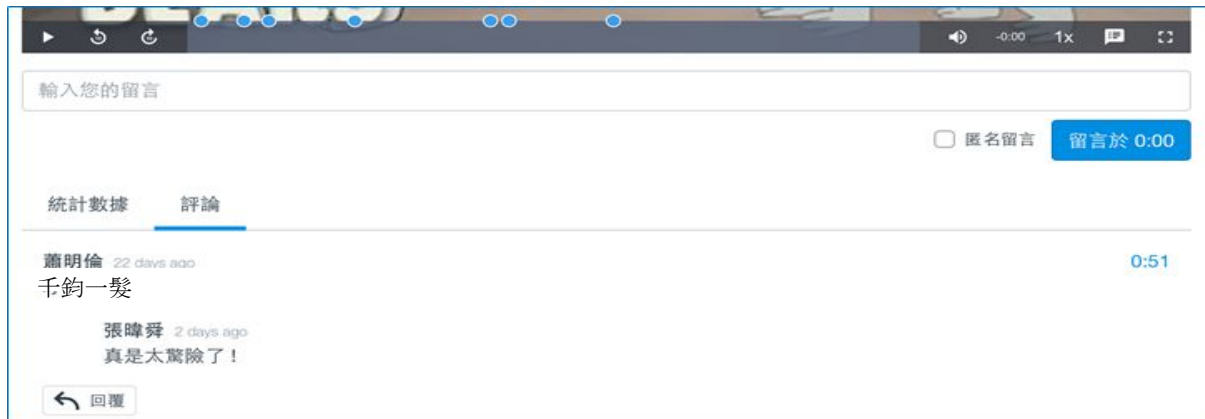 BEANS
-0:00 1x
輸入您的留言
匿名留言 留言於 0:00
統計數據 評論
蕭明倫 22 days ago 0:51
千鈞一髮
張暐舜 2 days ago
真是太驚險了！
回覆